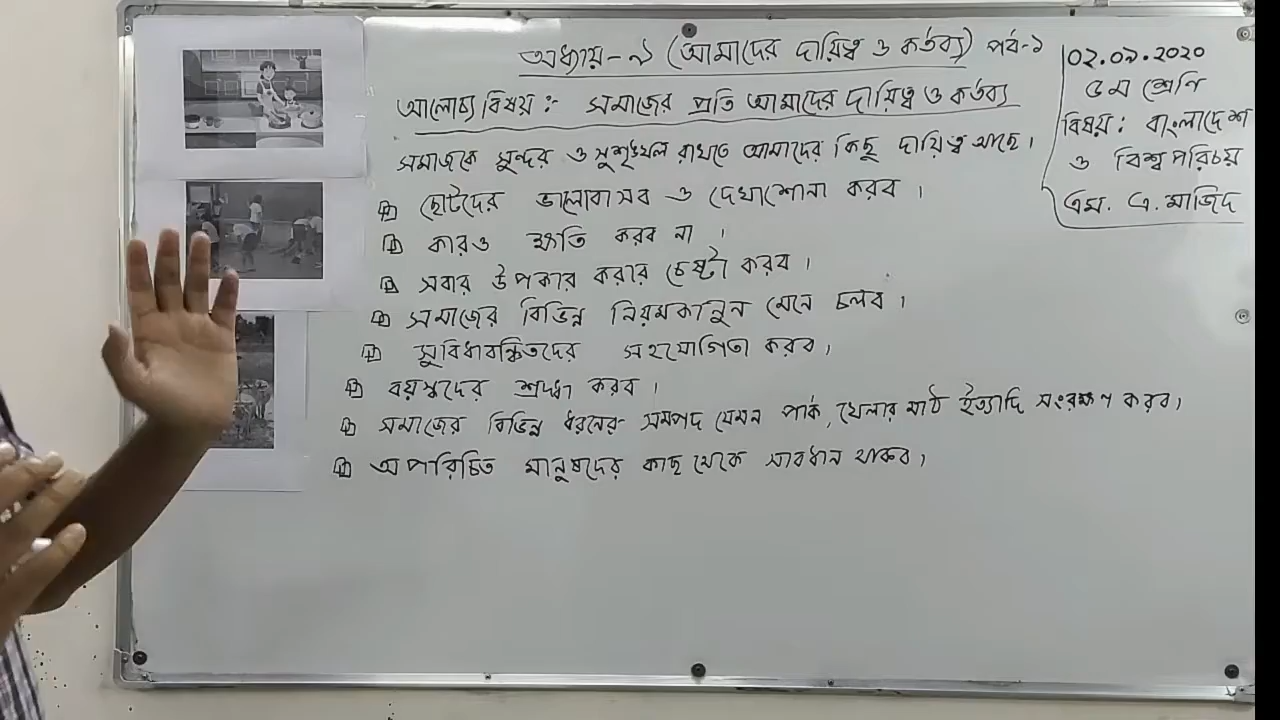 অধ্যায় - ৯ (আমাদের দায়িত্ব ও কর্তব্য) পর্ব-১
আলোচ্য বিষয় :- সমাজের প্রতি আমাদের দায়িত্ব ও কর্তব্য
সমাজকে সুন্দর ও সুশৃঙ্খল রাখতে আমাদের কিছু দায়িত্ব আছে।
ছোটদের ভালোবাসব ও দেখাশোনা করব।
কারও ক্ষতি করব না।
সবার উপকার করার চেষ্টা করব।
সমাজের বিভিন্ন নিয়মকানুন মেনে চলব।
সুবিধাবঞ্চিতদের সহযোগিতা করব।
বয়স্কদের শ্রদ্ধা করব।
সমাজের বিভিন্ন ধরনের সম্পদ যেমন পার্ক, খেলার মাঠ ইত্যাদি সংরক্ষণ করব।
অপরিচিত মানুষদের কাছ থেকে সাবধান থাকব।
০২.০৯.২০২০
৫ম শ্রেণি
বিষয় : বাংলাদেশ
ও বিশ্বপরিচয়
এম. এ. মাজিদ